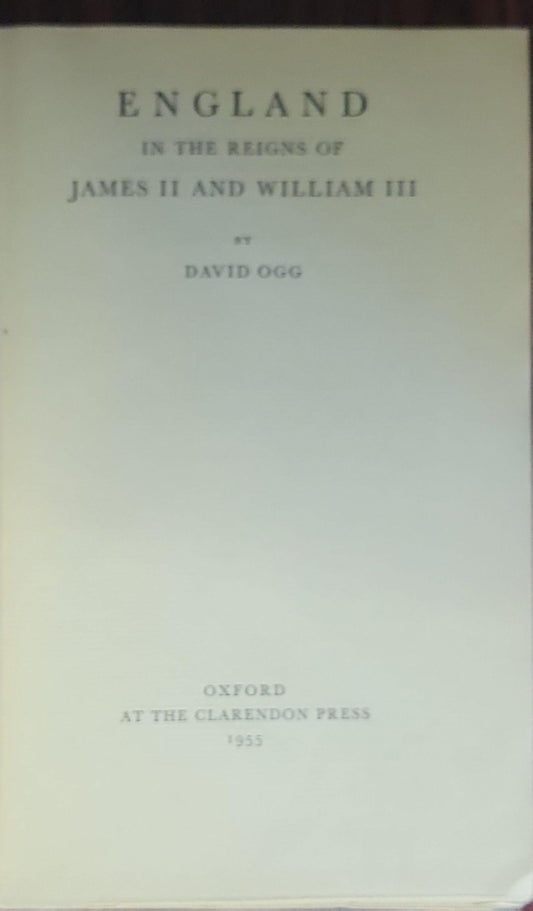 ENGLAND
IN THE REIGNS OF
JAMES II AND WILLIAM III
BY
DAVID OGG
OXFORD
AT THE CLARENDON PRESS
1955